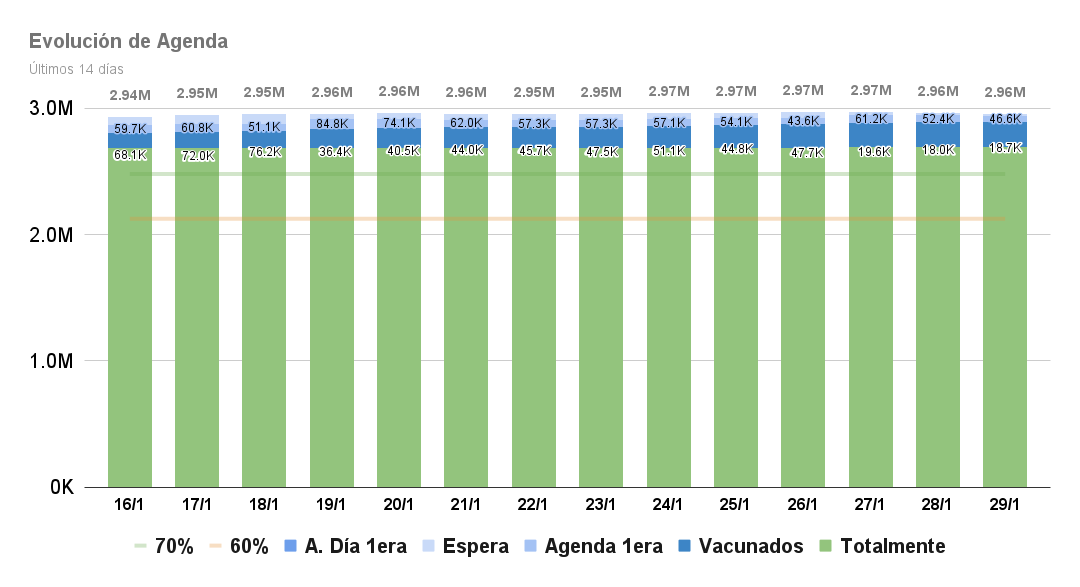 Evolución de Agenda
Últimos 14 días
2.94M 2.95M 2.95M 2.96M 2.96M 2.96M 2.95M 2.95M 2.97M 2.97M 2.97M 2.97M 2.96M 2.96M
3.0M
59.7K 60.8K 51.1K 84.8K 74.1K 62.0K 57.3K 57.3K 57.1K 54.1K 43.6K 61.2K 52.4K 46.6K
68.1K 72.0K 76.2K 36.4K 40.5K 44.0K 45.7K 47.5K 51.1K 44.8K 47.7K 19.6K 18.0K 18.7K
2.0M
1.0M
0K
16/1 17/1 18/1 19/1 20/1 21/1 22/1 23/1 24/1 25/1 26/1 27/1 28/1 29/1
70% 60% A. Día 1era Espera Agenda 1era Vacunados Totalmente